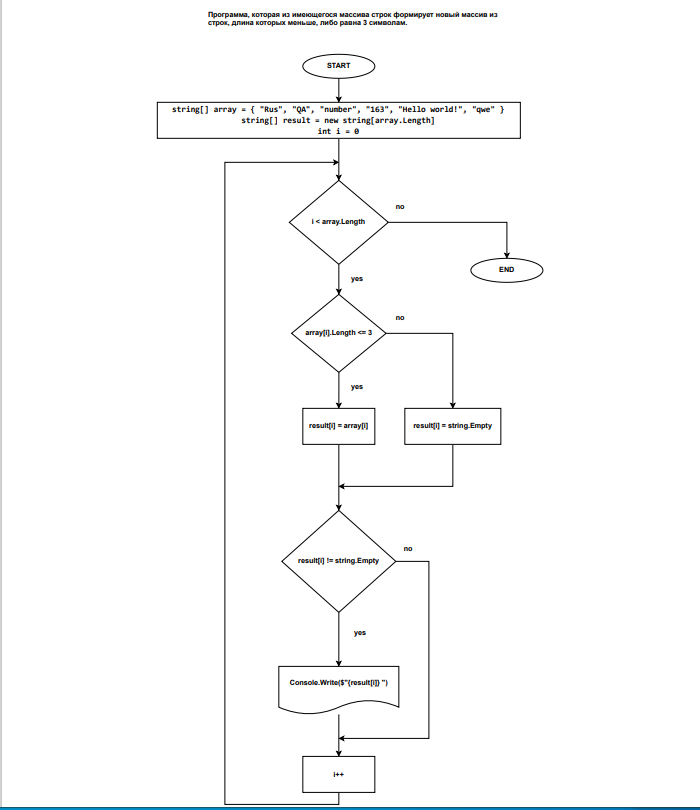 Программа, которая из имеющегося массива строк формирует новый массив из
строк, длина которых меньше, либо равна 3 символам.
START
string[] array = { "Rus", "QA", "number", "163", "Hello world!", "qwe" }
string[] result = new string[array.Length]
int i = 0
i < array.Length
no
END
yes
array[i].Length <= 3
no
yes
result[i] = array[i]
result[i] = string.Empty
result[i] != string.Empty
no
yes
Console.Write($"{result[i]} ")
i++